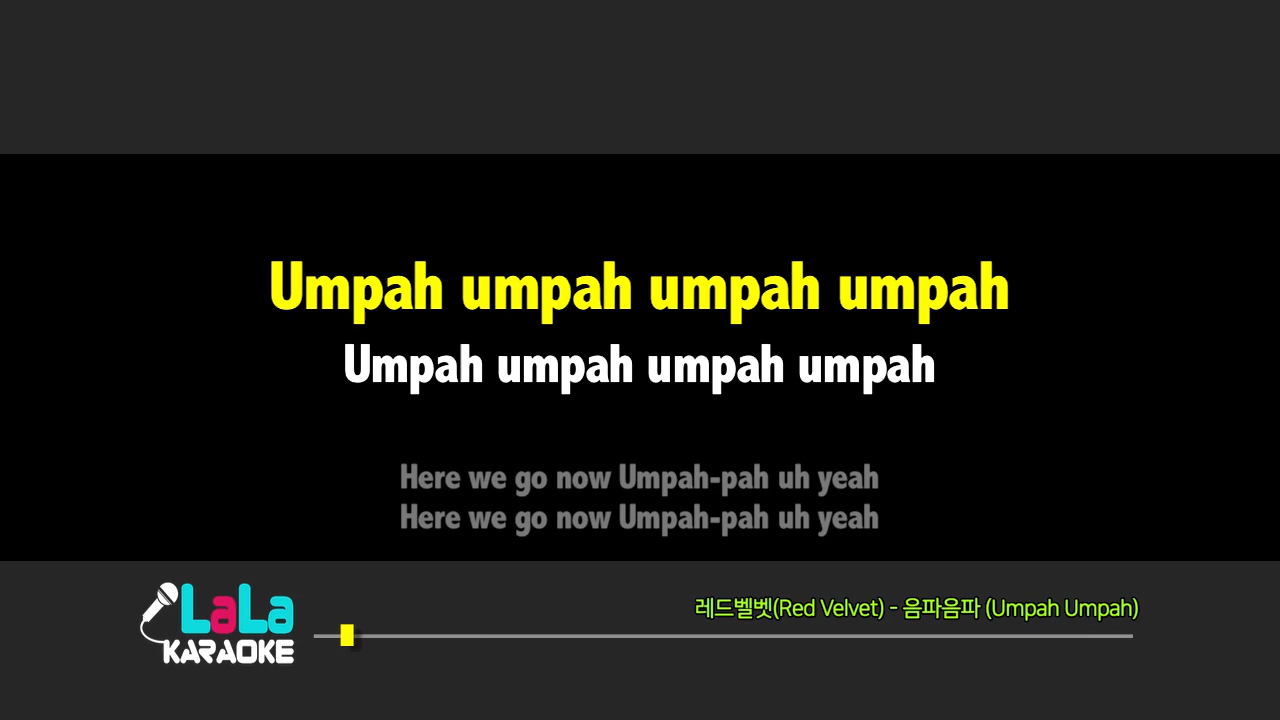 Umpah umpah umpah umpah
Umpah umpah umpah umpah
Here we go now Umpah-pah uh yeah
Here we go now Umpah-pah uh yeah
LaLa
KARAOKE
레드벨벳(Red Velvet) - 음파음파 (Umpah Umpah)